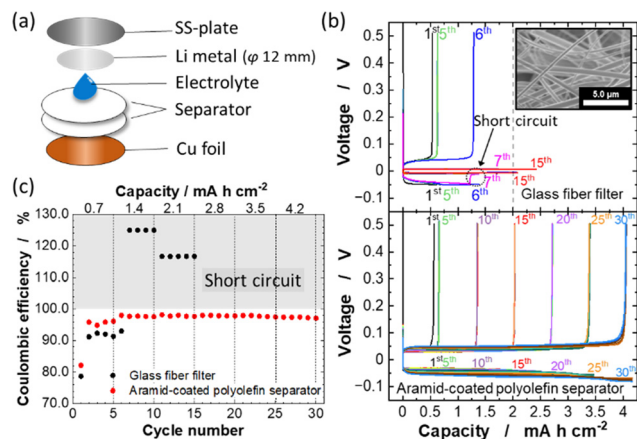 (a)
SS-plate
Li metal (φ 12 mm)
Electrolyte
Separator
Cu foil
(b)
Voltage / V
0.5
0.4
0.3
0.2
0.1
0.0
−0.1
1st 5th
6th
5.0 μm
Short circuit
7th
15th
7th
15th
1st 5th
6th
Glass fiber filter
Voltage / V
0.5
0.4
0.3
0.2
0.1
0.0
-0.1
1st 5th
10th
15th
20th
25th
30th
1st 5th
10th
15th
20th
25th
30th
Aramid-coated polyolefin separator
0
0.5
1
1.5
2
2.5
3
3.5
4
Capacity / mA h cm-2
(c)
Capacity / mA h cm-2
0.7
1.4
2.1
2.8
3.5
4.2
Coulombic efficiency / %
130.0
120.0
110.0
100.0
90.0
80.0
70.0
Short circuit
Glass fiber filter
Aramid-coated polyolefin separator
0
5
10
15
20
25
30
Cycle number